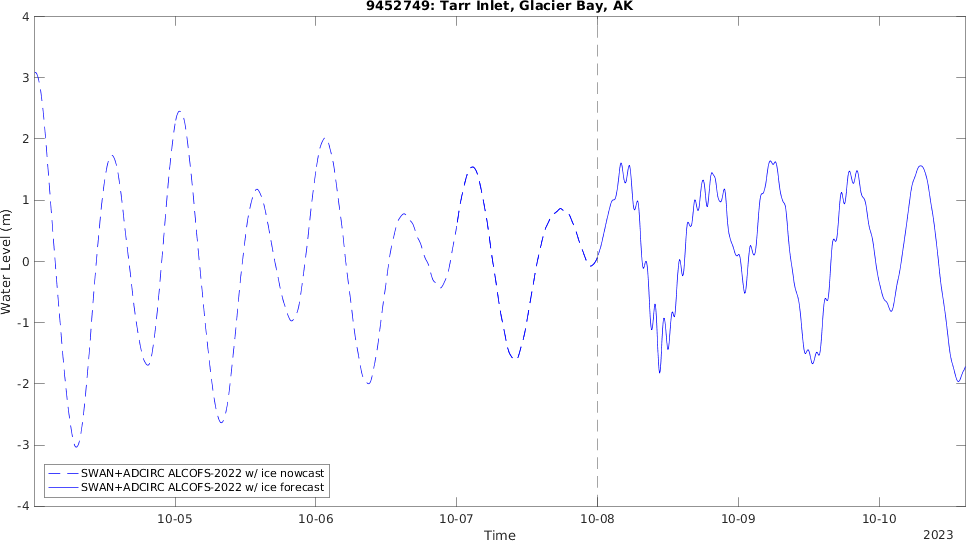 9452749: Tarr Inlet, Glacier Bay, AK
Water Level (m)
4
3
2
1
0
-1
-2
-3
-4
SWAN+ADCIRC ALCOFS-2022 w/ ice nowcast
SWAN+ADCIRC ALCOFS-2022 w/ ice forecast
10-05 10-06 10-07 10-08 10-09 10-10
Time
2023